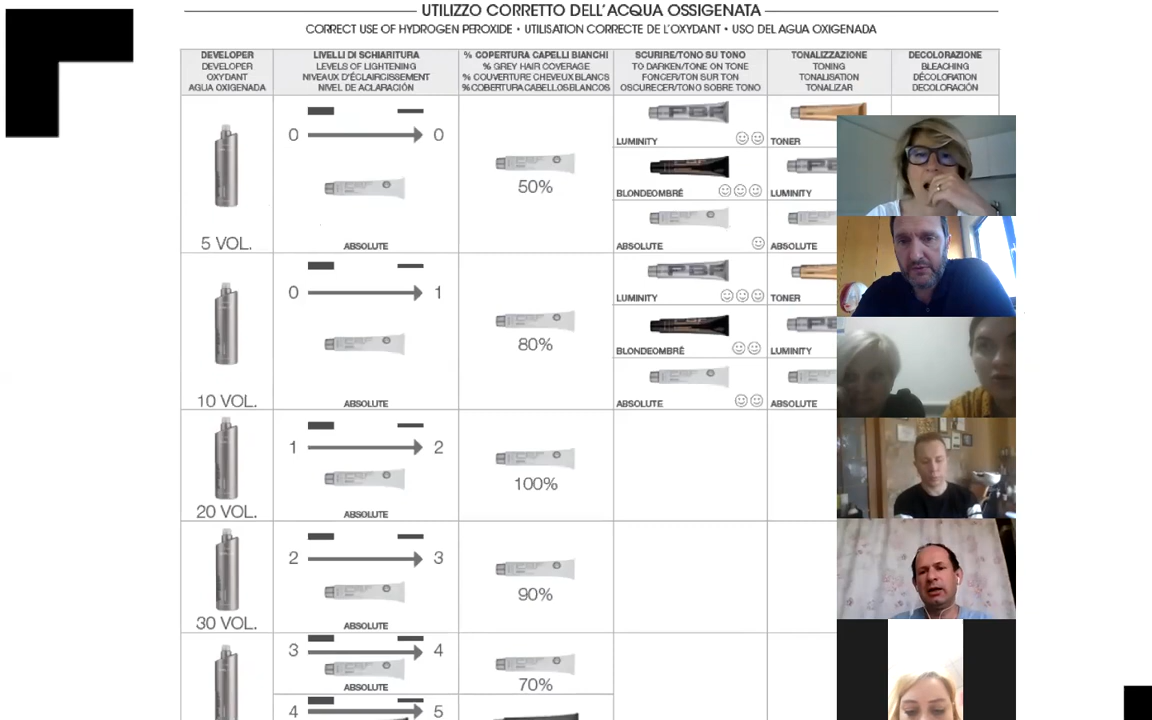 UTILIZZO CORRETTO DELL'ACQUA OSSIGENATA
CORRECT USE OF HYDROGEN PEROXIDE • UTILISATION CORRECTE DE L'OXYDANT • USO DEL AGUA OXIGENADA
DEVELOPER
DEVELOPER
OXYDANT
AGUA OXIGENADA
LIVELLI DI SCHIARITURA
LEVELS OF LIGHTENING
NIVEAUX D'ÉCLAIRCISSEMENT
NIVEL DE ACLARACIÓN
% COPERTURA CAPELLI BIANCHI
% GREY HAIR COVERAGE
% COUVERTURE CHEVEUX BLANCS
% COBERTURA CABELLOS BLANCOS
SCURIRE/TONO SU TONO
TO DARKEN/TONE ON TONE
FONCER/TON SUR TON
OSCURECER/TONO SOBRE TONO
TONALIZZAZIONE
TONING
TONALISATION
TONALIZAR
DECOLORAZIONE
BLEACHING
DÉCOLORATION
DECOLORACIÓN
5 VOL.
0 0
ABSOLUTE
50%
LUMINITY
BLONDEOMBRÉ
ABSOLUTE
TONER
LUMINITY
ABSOLUTE
10 VOL.
0 1
ABSOLUTE
80%
LUMINITY
BLONDEOMBRÉ
ABSOLUTE
TONER
LUMINITY
ABSOLUTE
20 VOL.
1 2
ABSOLUTE
100%
30 VOL.
2 3
ABSOLUTE
90%
3 4
ABSOLUTE
70%
4 5